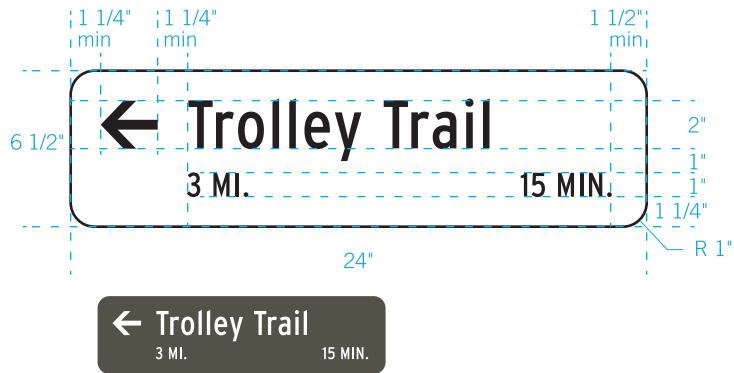 1 1/4" 1 1/4" 1 1/2"
min min min
Trolley Trail
2"
6 1/2"
1"
3 MI. 15 MIN.
1"
1 1/4"
R 1"
24"
Trolley Trail
3 MI. 15 MIN.